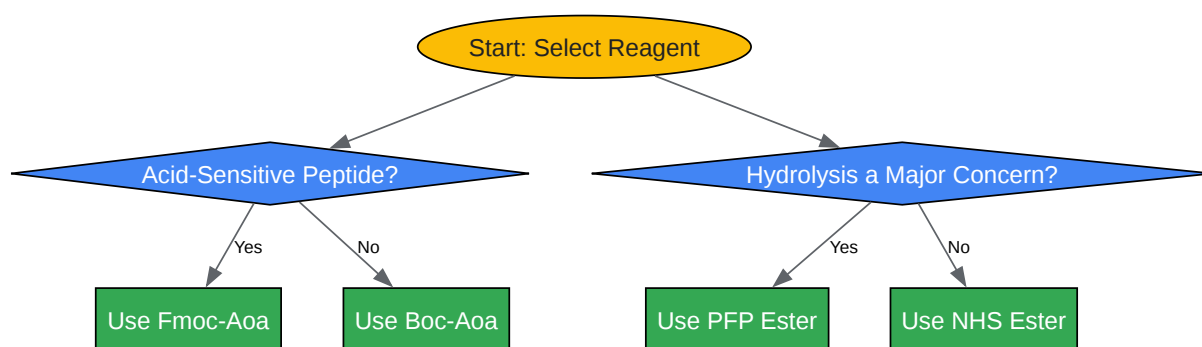 Start: Select Reagent
Acid-Sensitive Peptide?
Hydrolysis a Major Concern?
Yes
No
Yes
No
Use Fmoc-Aoa
Use Boc-Aoa
Use PFP Ester
Use NHS Ester